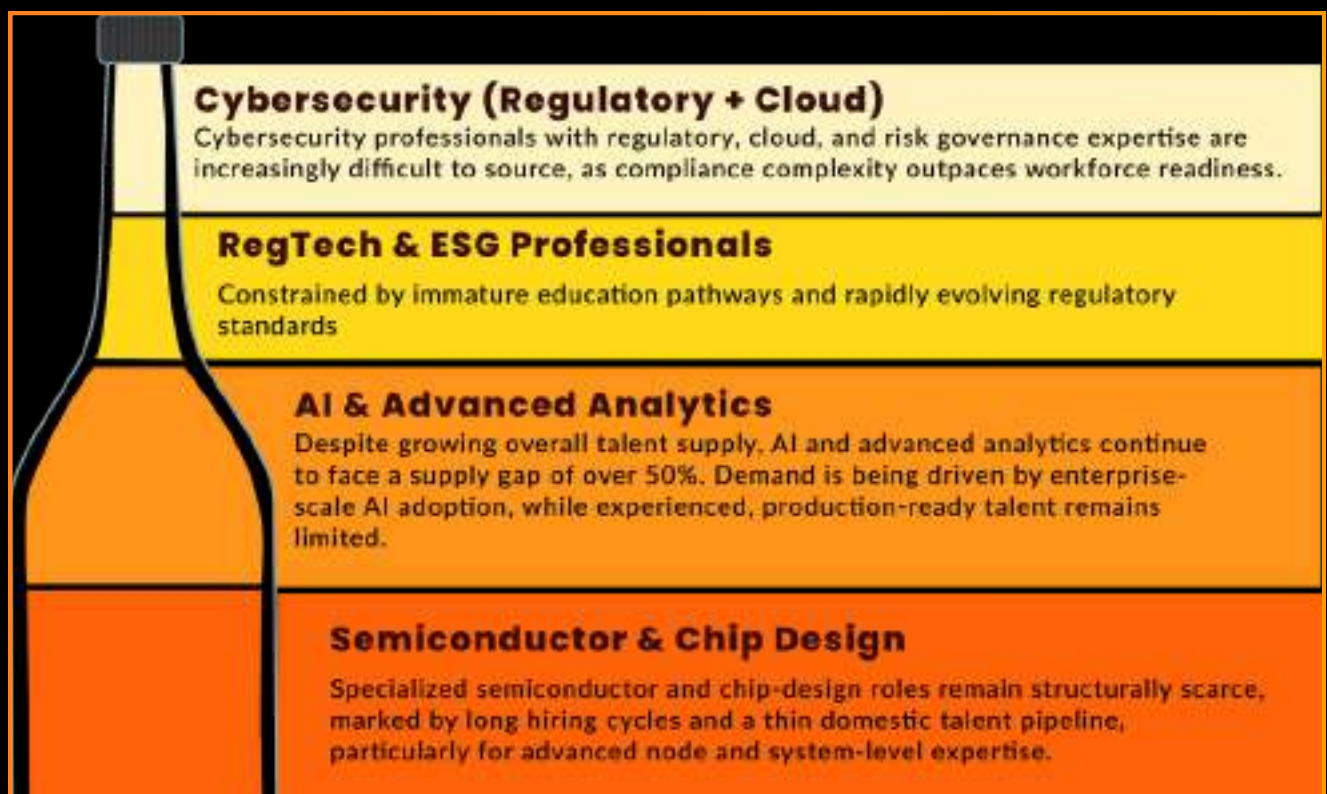 Cybersecurity (Regulatory + Cloud)
Cybersecurity professionals with regulatory, cloud, and risk governance expertise are
increasingly difficult to source, as compliance complexity outpaces workforce readiness.
RegTech & ESG Professionals
Constrained by immature education pathways and rapidly evolving regulatory
standards
AI & Advanced Analytics
Despite growing overall talent supply, AI and advanced analytics continue
to face a supply gap of over 50%. Demand is being driven by enterprise-
scale AI adoption, while experienced, production-ready talent remains
limited.
Semiconductor & Chip Design
Specialized semiconductor and chip-design roles remain structurally scarce,
marked by long hiring cycles and a thin domestic talent pipeline,
particularly for advanced node and system-level expertise.